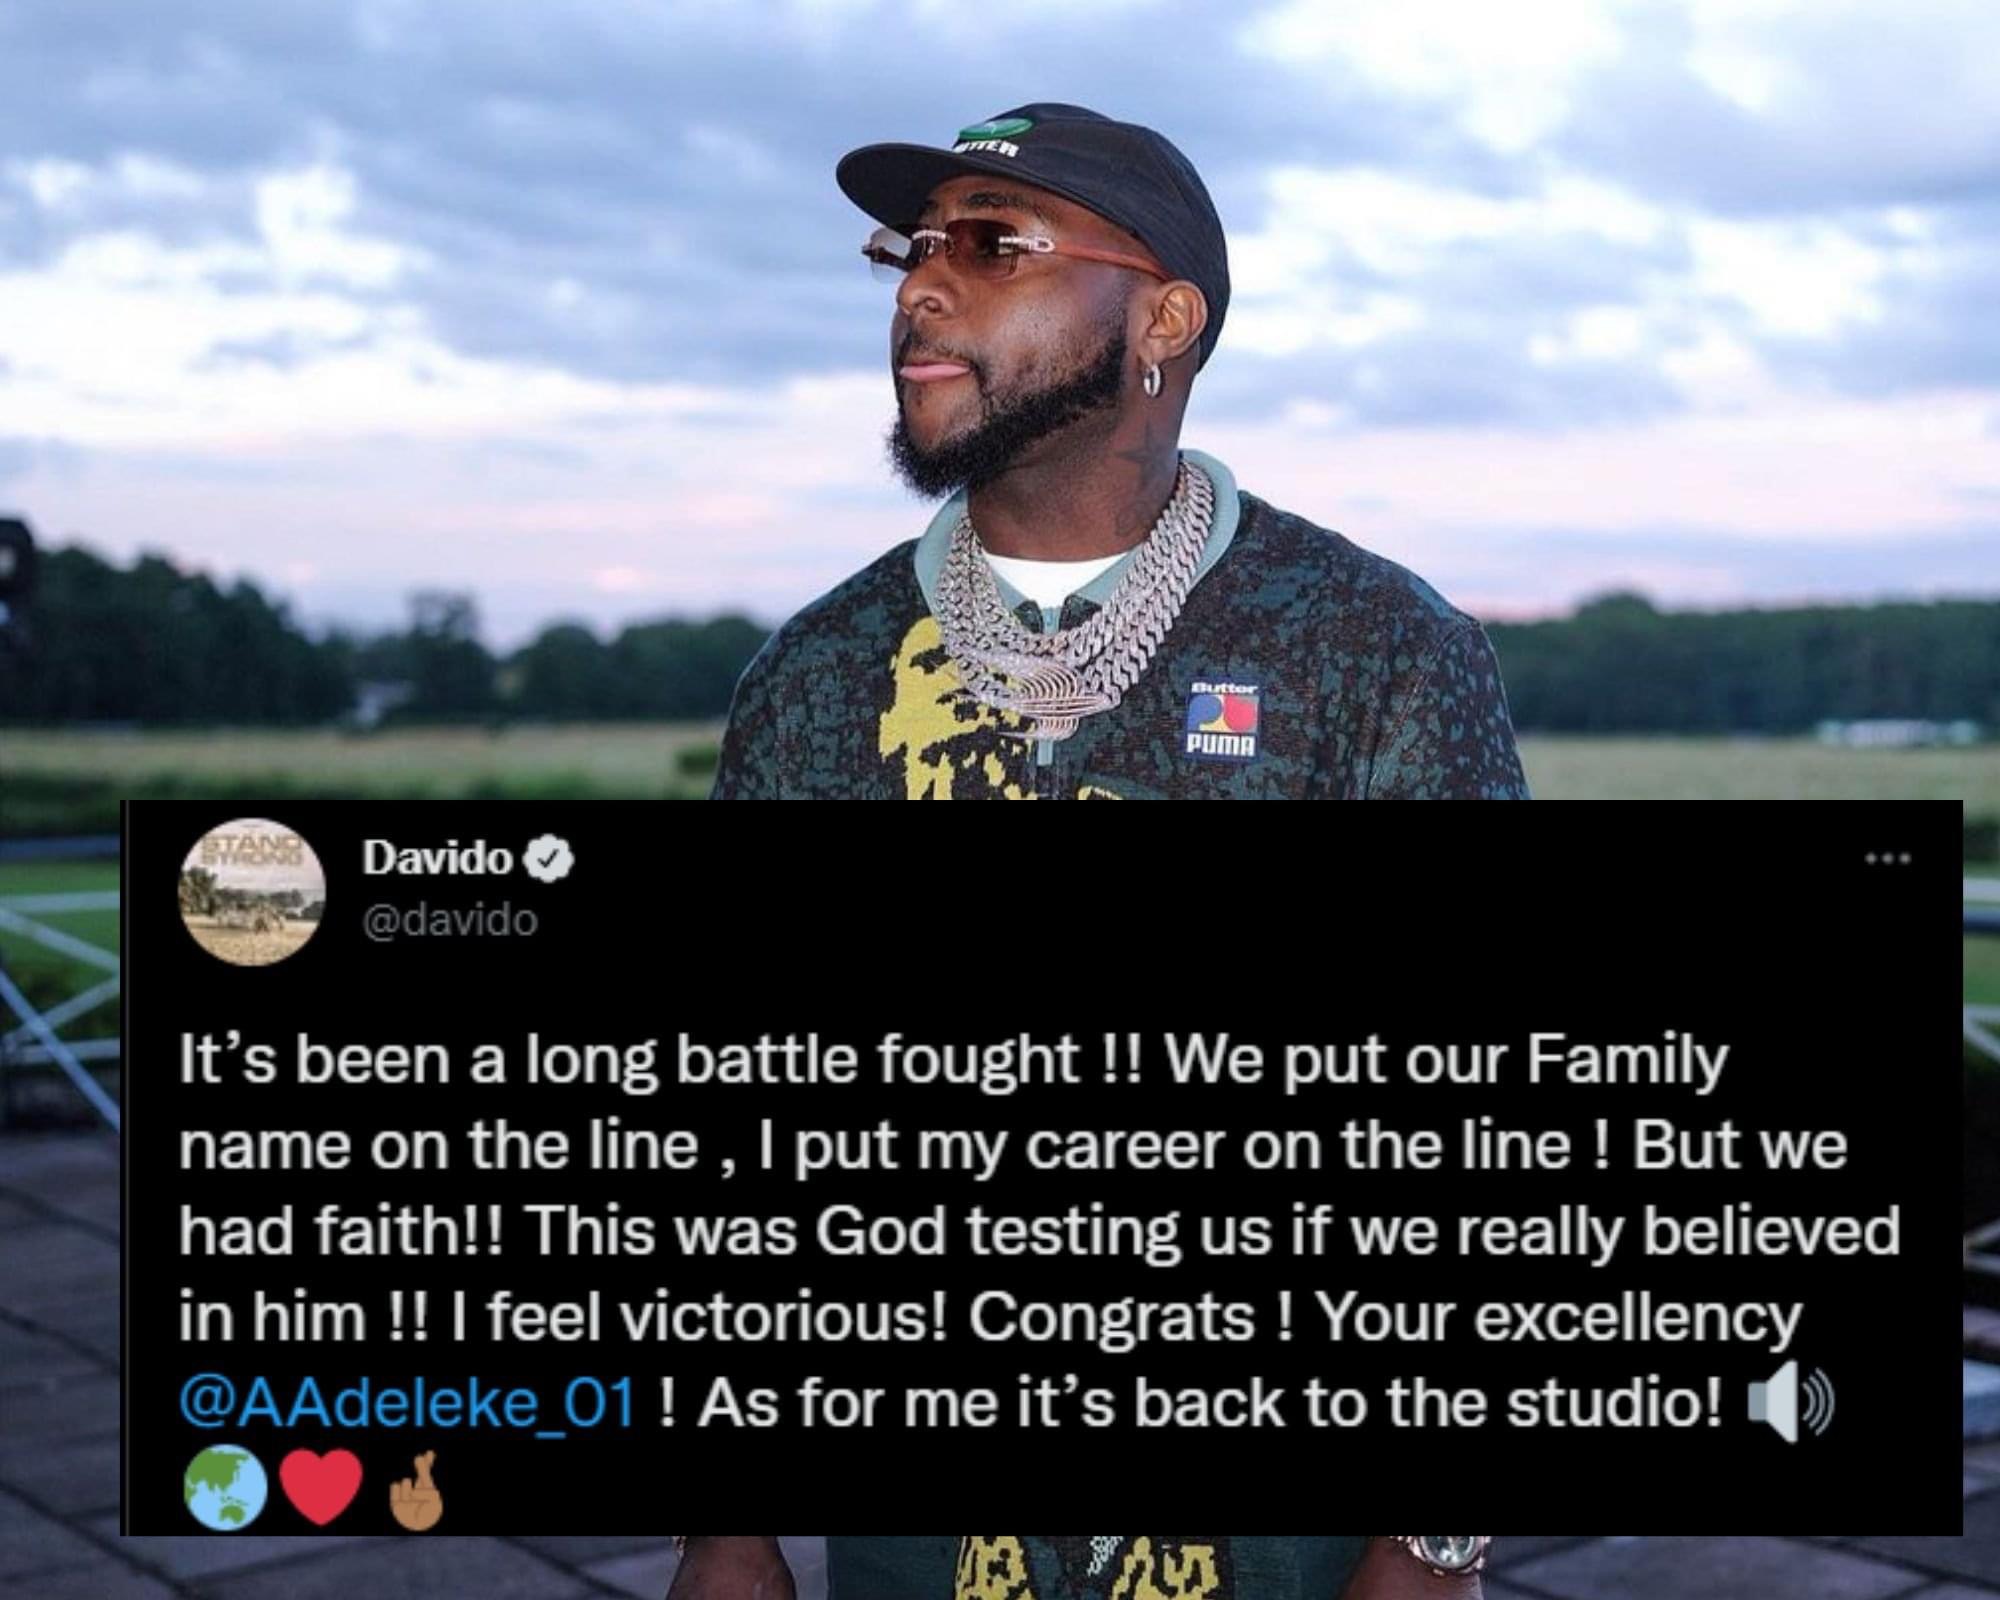 Butter
PUMA
STAND
STRONG
Davido
@davido
It's been a long battle fought !! We put our Family
name on the line , I put my career on the line ! But we
had faith!! This was God testing us if we really believed
in him !! I feel victorious! Congrats ! Your excellency
@AAdeleke_01 ! As for me it's back to the studio! 🔊
🌏❤️🤞🏾